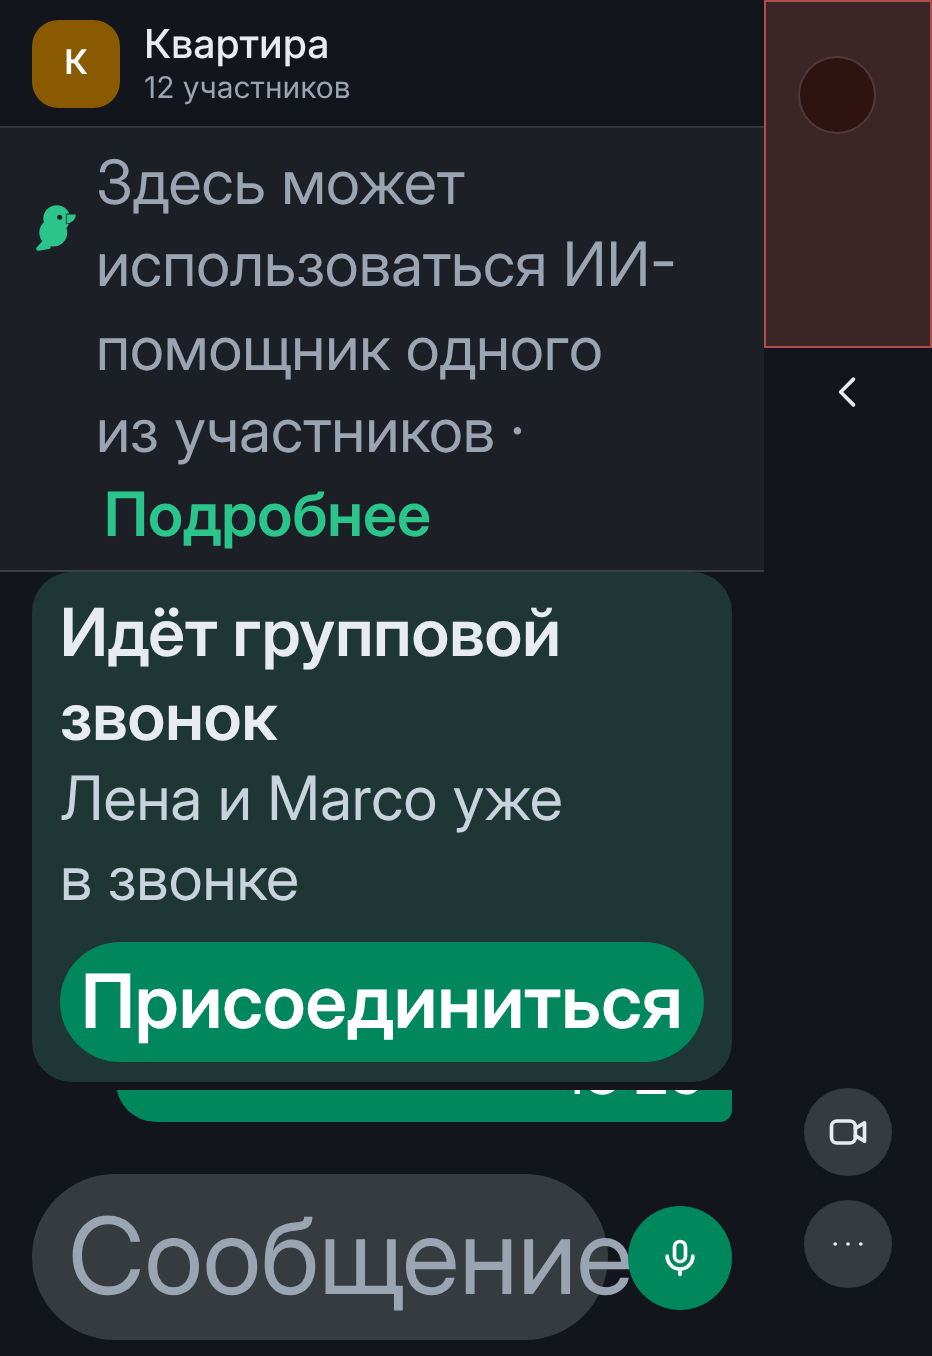 К
Квартира
12 участников
Здесь может
использоваться ИИ-
помощник одного
из участников ·
Подробнее
Идёт групповой
звонок
Лена и Marco уже
в звонке
Присоединиться
Сообщение